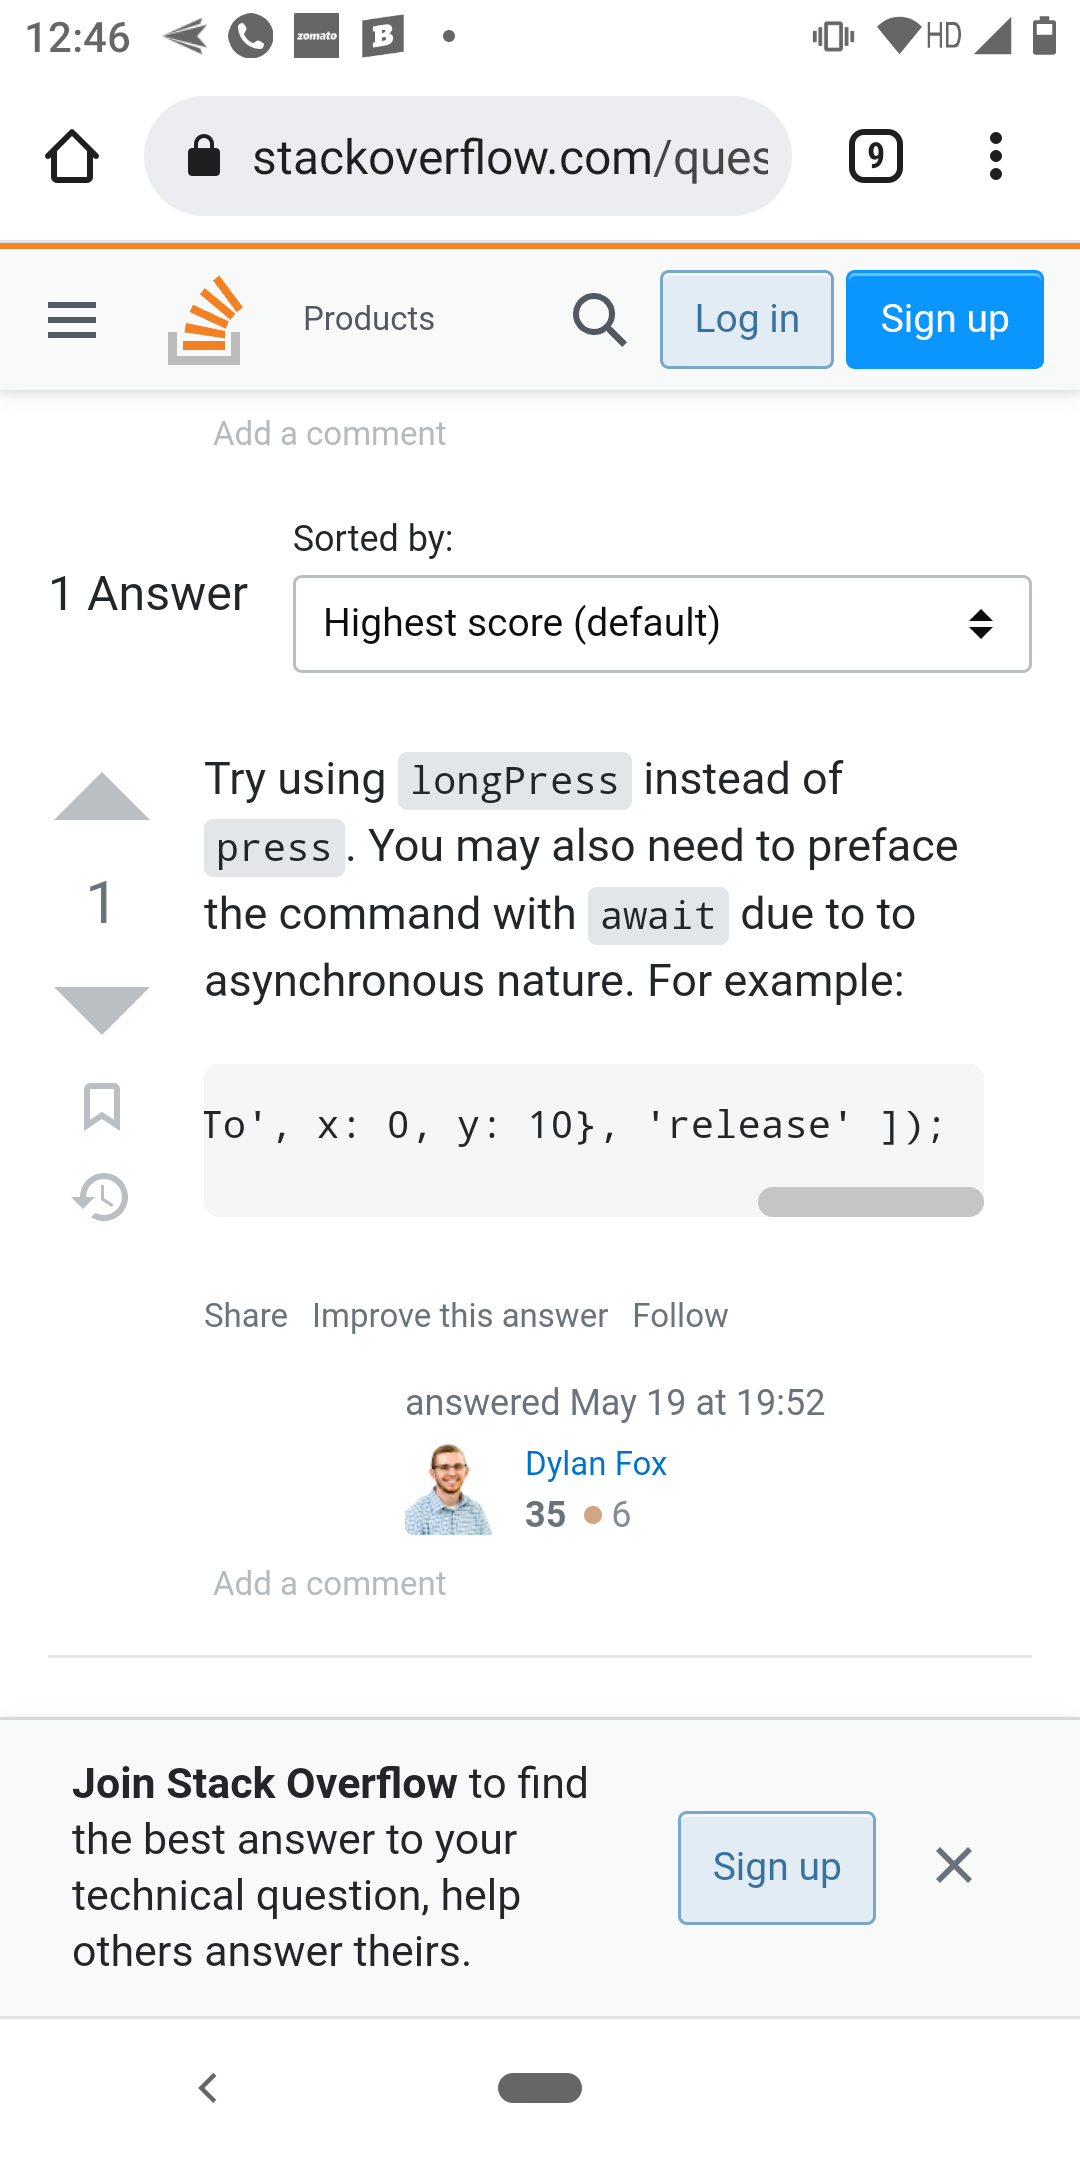 12:46 zomato B HD
stackoverflow.com/ques 9
Products Log in Sign up
Add a comment
Sorted by:
1 Answer
Highest score (default)
Try using longPress instead of
press. You may also need to preface
the command with await due to to
asynchronous nature. For example:
1
To', x: 0, y: 10}, 'release' ]);
Share Improve this answer Follow
answered May 19 at 19:52
Dylan Fox
35 6
Add a comment
Join Stack Overflow to find
the best answer to your
technical question, help
others answer theirs.
Sign up